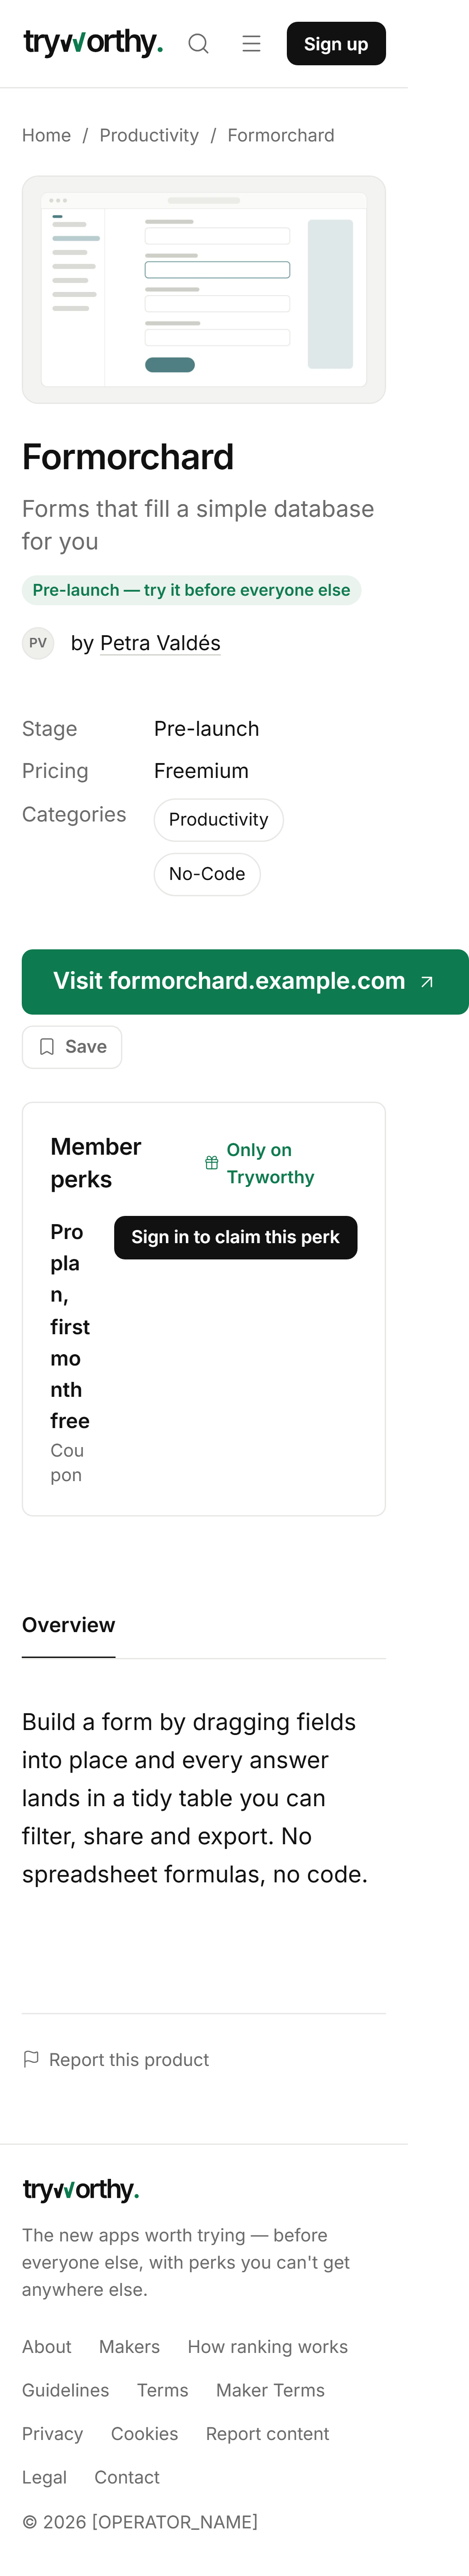 tryworthy.
Sign up
Home / Productivity / Formorchard
Formorchard
Forms that fill a simple database
for you
Pre-launch — try it before everyone else
PV by Petra Valdés
Stage Pre-launch
Pricing Freemium
Categories Productivity
No-Code
Visit formorchard.example.com
Save
Member
perks
Only on
Tryworthy
Pro
pla
n,
first
mo
nth
free
Cou
pon
Sign in to claim this perk
Overview
Build a form by dragging fields
into place and every answer
lands in a tidy table you can
filter, share and export. No
spreadsheet formulas, no code.
Report this product
tryworthy.
The new apps worth trying — before
everyone else, with perks you can't get
anywhere else.
About Makers How ranking works
Guidelines Terms Maker Terms
Privacy Cookies Report content
Legal Contact
© 2026 [OPERATOR_NAME]